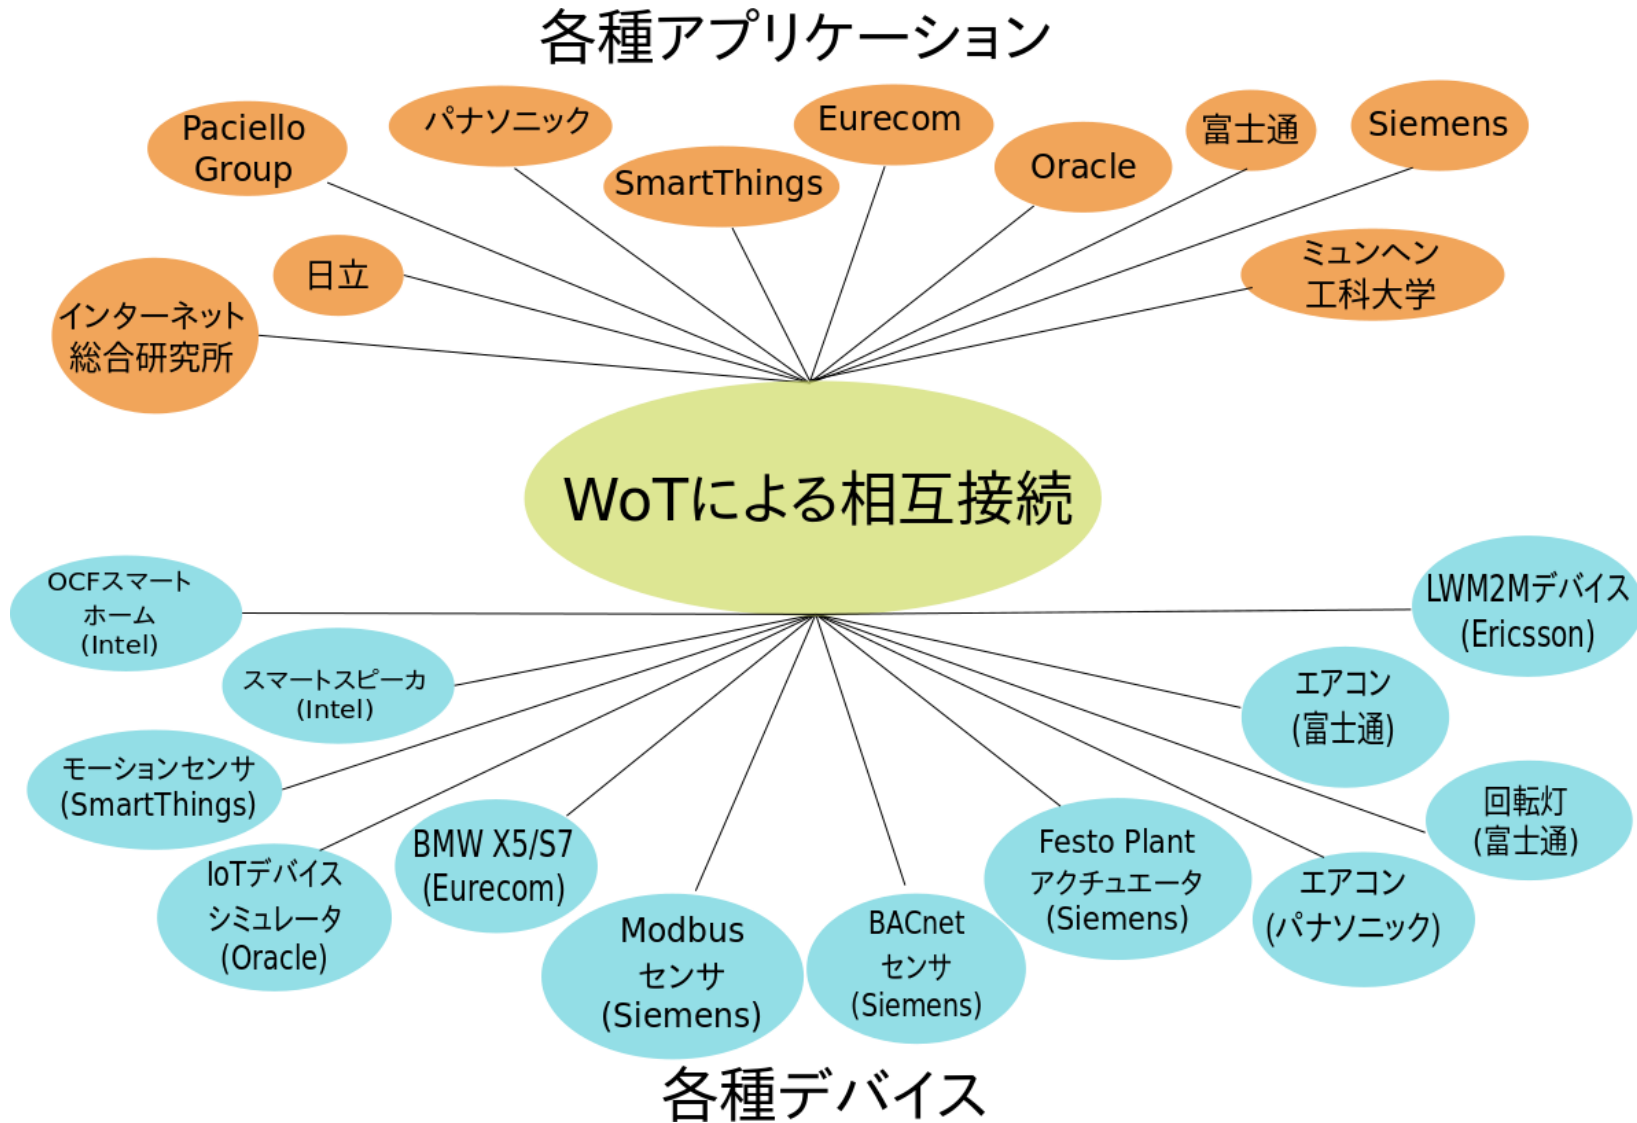 各種アプリケーション
Paciello
Group
パナソニック
SmartThings
Eurecom
Oracle
富士通
Siemens
インターネット
総合研究所
日立
ミュンヘン
工科大学
WoTによる相互接続
OCFスマート
ホーム
(Intel)
スマートスピーカ
(Intel)
モーションセンサ
(SmartThings)
IoTデバイス
シミュレータ
(Oracle)
BMW X5/S7
(Eurecom)
Modbus
センサ
(Siemens)
BACnet
センサ
(Siemens)
Festo Plant
アクチュエータ
(Siemens)
エアコン
(パナソニック)
回転灯
(富士通)
エアコン
(富士通)
LWM2Mデバイス
(Ericsson)
各種デバイス